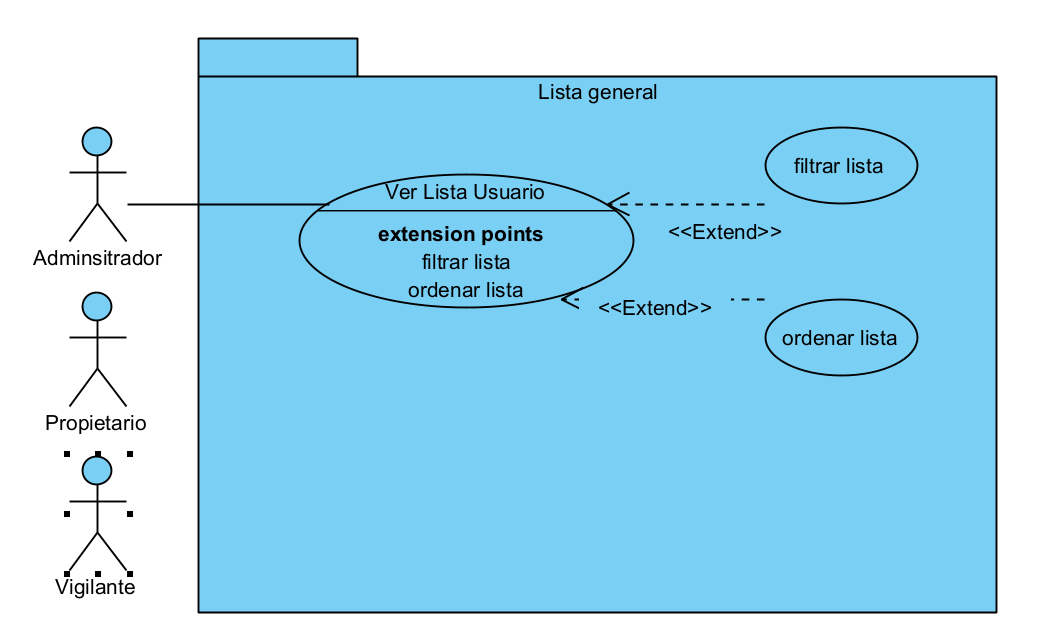 Lista general
Adminsitrador
Ver Lista Usuario
extension points
filtrar lista
ordenar lista
filtrar lista
<<Extend>>
<<Extend>>
ordenar lista
Propietario
Vigilante